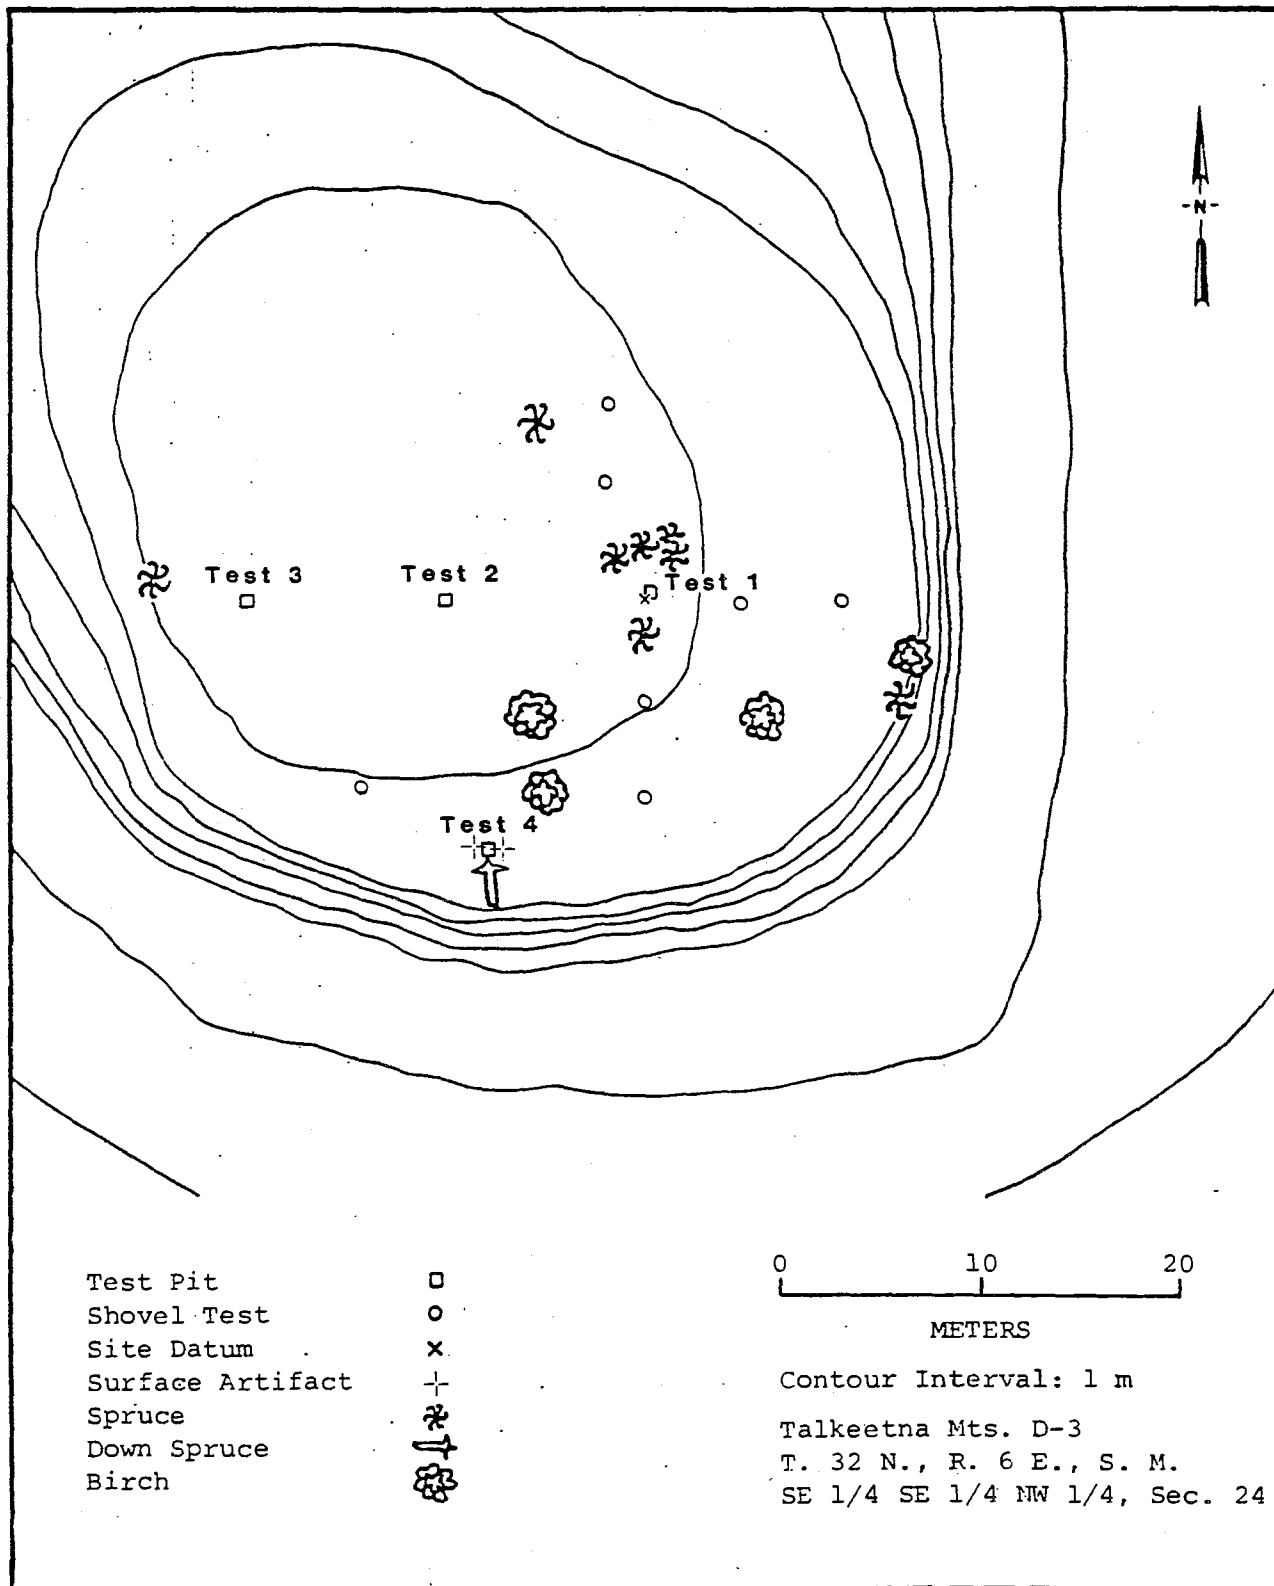 -N-
Test 3
Test 2
Test 1
Test 4
Test Pit
Shovel Test
Site Datum
Surface Artifact
Spruce
Down Spruce
Birch
0 10 20
METERS
Contour Interval: 1 m
Talkeetna Mts. D-3
T. 32 N., R. 6 E., S. M.
SE 1/4 SE 1/4 NW 1/4, Sec. 24